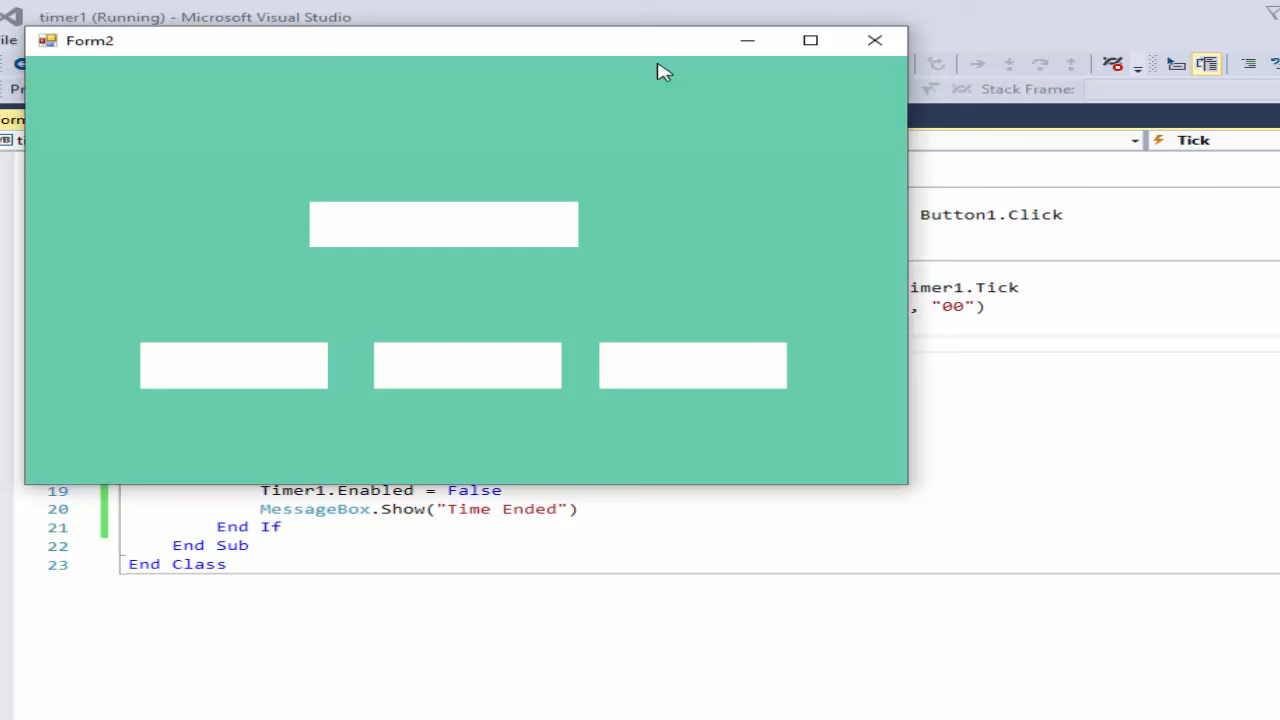 timer1 (Running) - Microsoft Visual Studio
ile
Form2
Stack Frame:
Tick
Button1.Click
imer1.Tick
, "00")
19 Timer1.Enabled = False
20 MessageBox.Show("Time Ended")
21 End If
22 End Sub
23 End Class